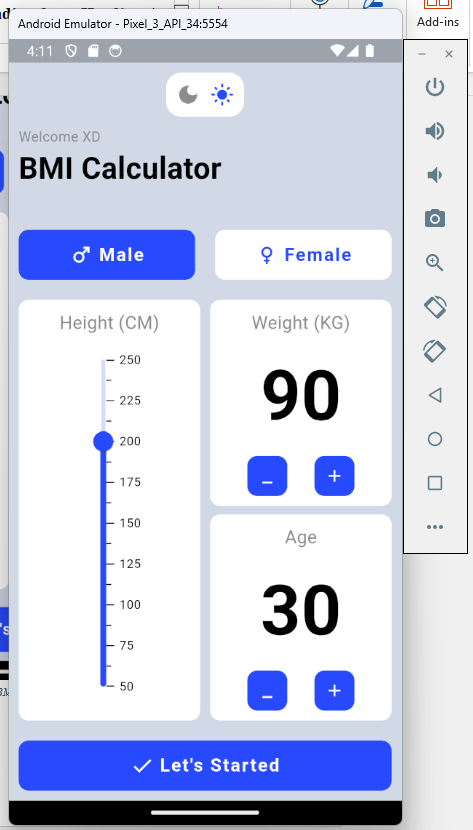 Android Emulator - Pixel_3_API_34:5554
Add-ins
4:11
Welcome XD
BMI Calculator
Male
Female
Height (CM)
250
225
200
175
150
125
100
75
50
Weight (KG)
90
_ +
Age
30
_ +
Let's Started